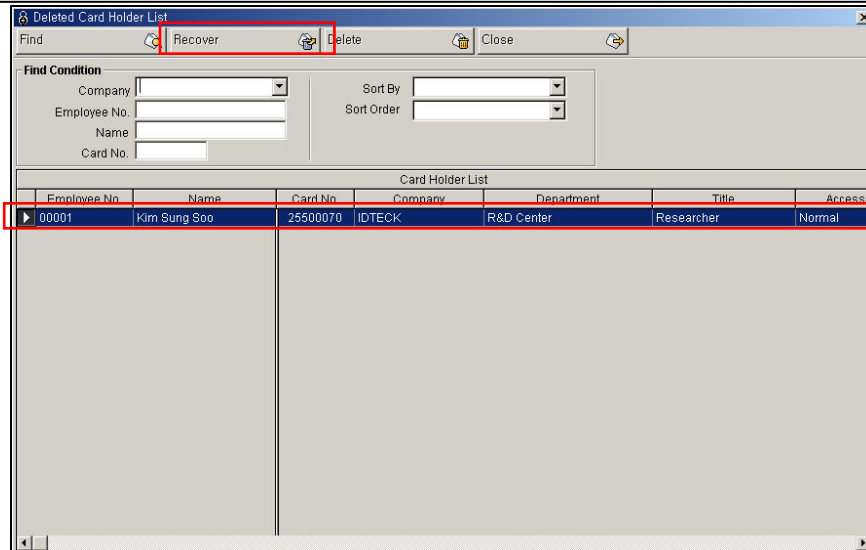 Deleted Card Holder List
Find Recover Delete Close
Find Condition
Company Sort By
Employee No. Sort Order
Name
Card No.
Card Holder List
Employee No Name Card No Company Department Title Access
00001 Kim Sung Soo 25500070 IDTECK R&D Center Researcher Normal